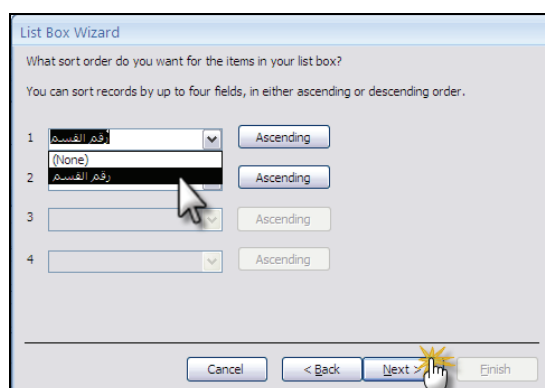 List Box Wizard
What sort order do you want for the items in your list box?
You can sort records by up to four fields, in either ascending or descending order.
1 رقم القسم Ascending
(None)
2 رقم القسم Ascending
3 Ascending
4 Ascending
Cancel < Back Next > Finish